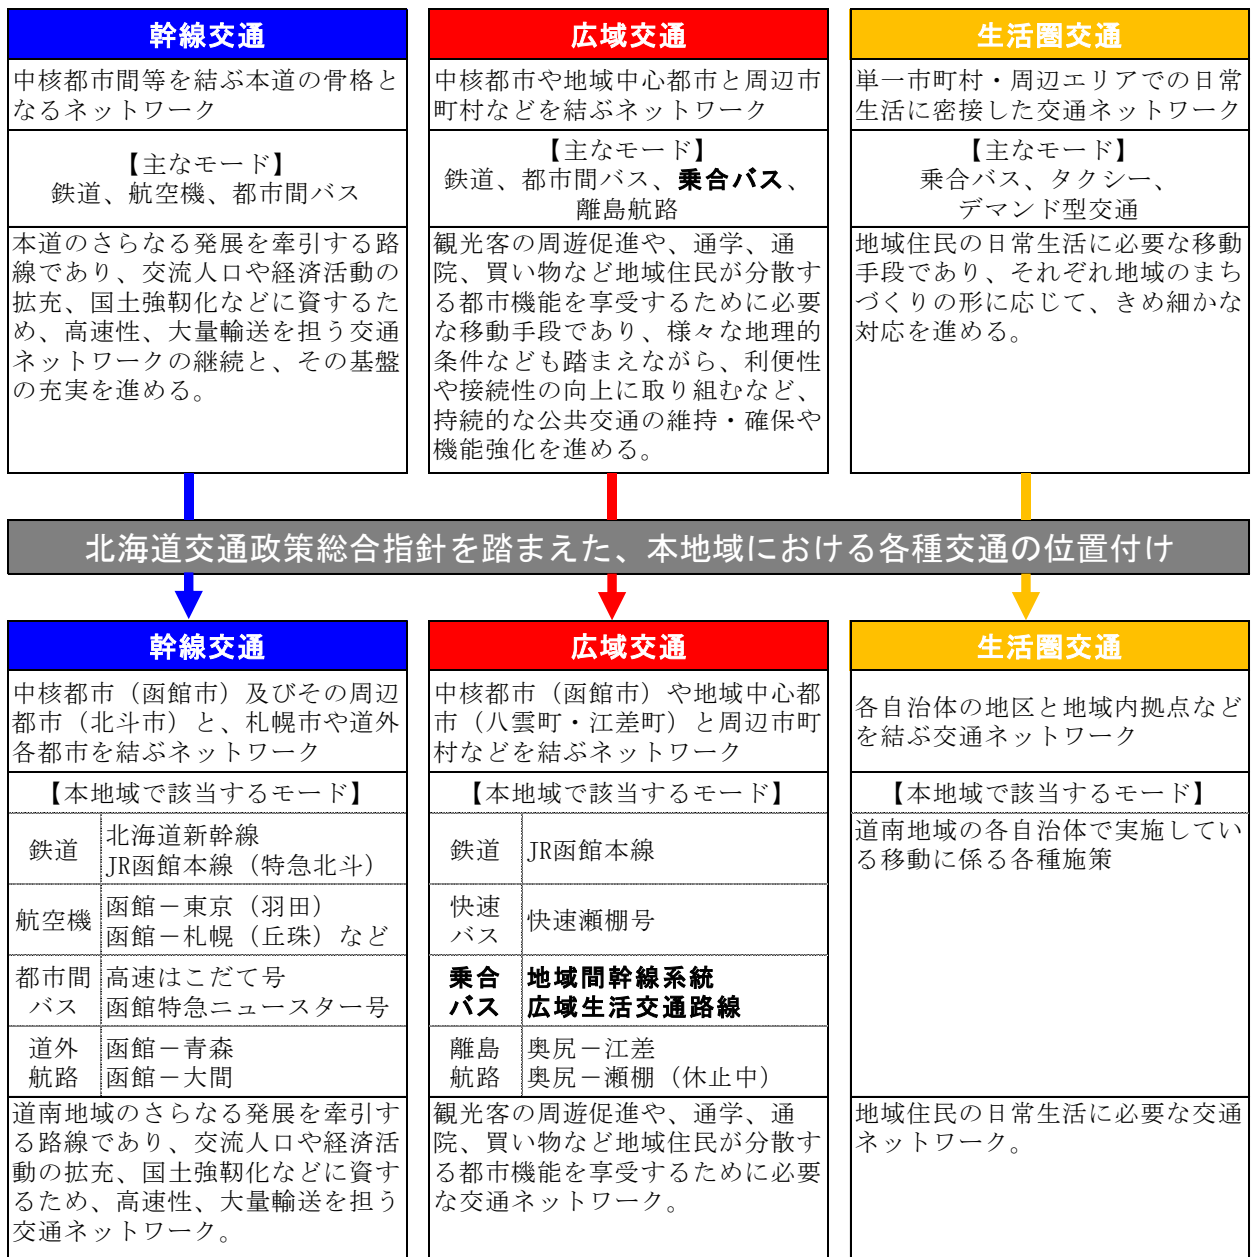 幹線交通
中核都市間等を結ぶ本道の骨格と
なるネットワーク
【主なモード】
鉄道、航空機、都市間バス
本道のさらなる発展を牽引する路
線であり、交流人口や経済活動の
拡充、国土強靱化などに資するた
め、高速性、大量輸送を担う交通
ネットワークの継続と、その基盤
の充実を進める。
広域交通
中核都市や地域中心都市と周辺市
町村などを結ぶネットワーク
【主なモード】
鉄道、都市間バス、乗合バス、
離島航路
観光客の周遊促進や、通学、通
院、買い物など地域住民が分散す
る都市機能を享受するために必要
な移動手段であり、様々な地理的
条件なども踏まえながら、利便性
や接続性の向上に取り組むなど、
持続的な公共交通の維持・確保や
機能強化を進める。
生活圏交通
単一市町村・周辺エリアでの日常
生活に密接した交通ネットワーク
【主なモード】
乗合バス、タクシー、
デマンド型交通
地域住民の日常生活に必要な移動
手段であり、それぞれ地域のまち
づくりの形に応じて、きめ細かな
対応を進める。
北海道交通政策総合指針を踏まえた、本地域における各種交通の位置付け
幹線交通
中核都市（函館市）及びその周辺
都市（北斗市）と、札幌市や道外
各都市を結ぶネットワーク
【本地域で該当するモード】
鉄道
北海道新幹線
JR函館本線（特急北斗）
航空機
函館－東京（羽田）
函館－札幌（丘珠）など
都市間
バス
高速はこだて号
函館特急ニュースター号
道外
航路
函館－青森
函館－大間
道南地域のさらなる発展を牽引す
る路線であり、交流人口や経済活
動の拡充、国土強靱化などに資す
るため、高速性、大量輸送を担う
交通ネットワーク。
広域交通
中核都市（函館市）や地域中心都
市（八雲町・江差町）と周辺市町
村などを結ぶネットワーク
【本地域で該当するモード】
鉄道
JR函館本線
快速
バス
快速瀬棚号
乗合
バス
地域間幹線系統
広域生活交通路線
離島
航路
奥尻－江差
奥尻－瀬棚（休止中）
観光客の周遊促進や、通学、通
院、買い物など地域住民が分散す
る都市機能を享受するために必要
な交通ネットワーク。
生活圏交通
各自治体の地区と地域内拠点など
を結ぶ交通ネットワーク
【本地域で該当するモード】
道南地域の各自治体で実施してい
る移動に係る各種施策
地域住民の日常生活に必要な交通
ネットワーク。